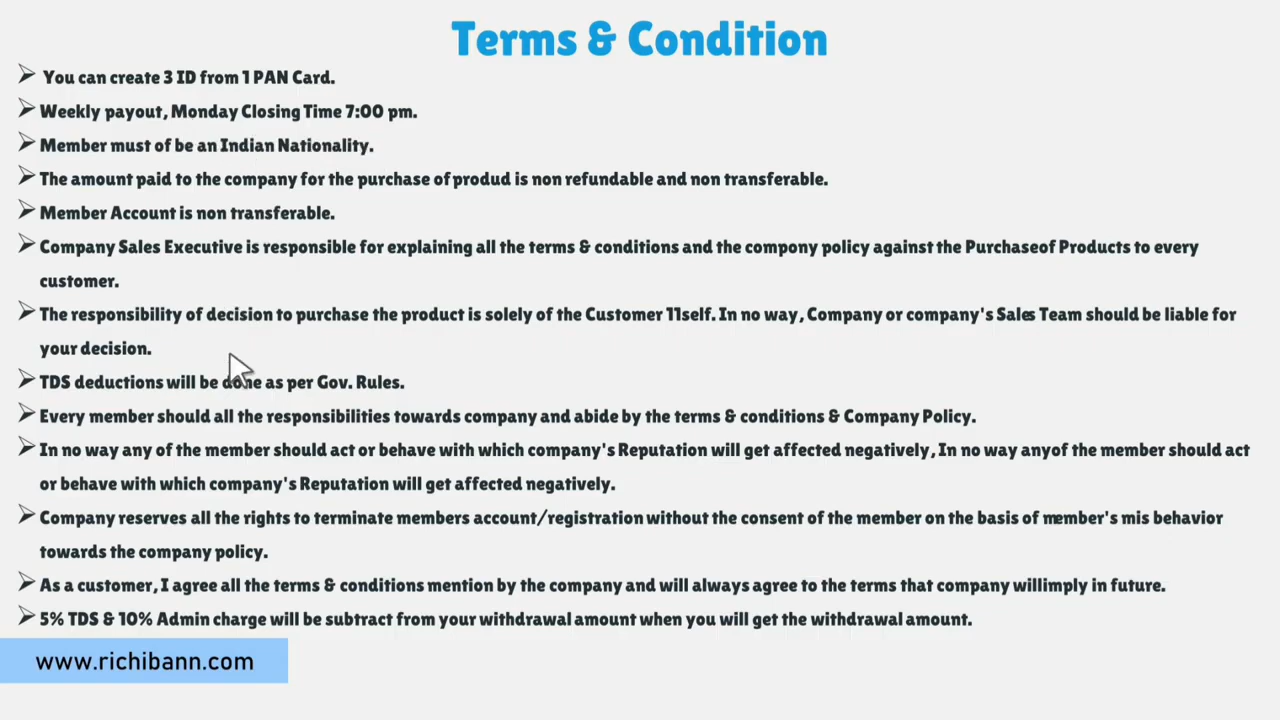 Terms & Condition
➢ You can create 3 ID from 1 PAN Card.
➢ Weekly payout, Monday Closing Time 7:00 pm.
➢ Member must of be an Indian Nationality.
➢ The amount paid to the company for the purchase of produd is non refundable and non transferable.
➢ Member Account is non transferable.
➢ Company Sales Executive is responsible for explaining all the terms & conditions and the compony policy against the Purchaseof Products to every
customer.
➢ The responsibility of decision to purchase the product is solely of the Customer 11self. In no way, Company or company's Sales Team should be liable for
your decision.
➢ TDS deductions will be done as per Gov. Rules.
➢ Every member should all the responsibilities towards company and abide by the terms & conditions & Company Policy.
➢ In no way any of the member should act or behave with which company's Reputation will get affected negatively, In no way anyof the member should act
or behave with which company's Reputation will get affected negatively.
➢ Company reserves all the rights to terminate members account/registration without the consent of the member on the basis of member's mis behavior
towards the company policy.
➢ As a customer, I agree all the terms & conditions mention by the company and will always agree to the terms that company willimply in future.
➢ 5% TDS & 10% Admin charge will be subtract from your withdrawal amount when you will get the withdrawal amount.
www.richibann.com